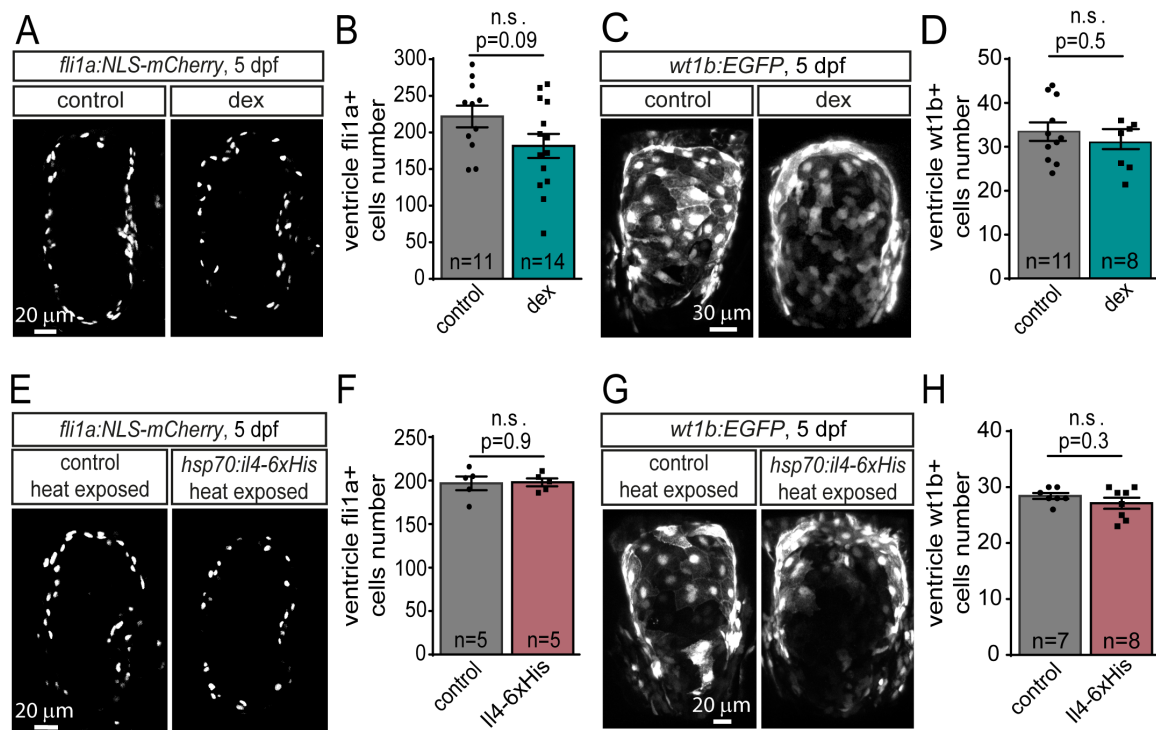 A
fli1a:NLS-mCherry, 5 dpf
control
dex
20 µm
B
n.s.
p=0.09
ventricle fli1a+
cells number
300
250
200
150
100
50
0
n=11
n=14
control
dex
C
wt1b:EGFP, 5 dpf
control
dex
30 µm
D
n.s.
p=0.5
ventricle wt1b+
cells number
50
40
30
20
10
0
n=11
n=8
control
dex
E
fli1a:NLS-mCherry, 5 dpf
control
heat exposed
hsp70:il4-6xHis
heat exposed
20 µm
F
n.s.
p=0.9
ventricle fli1a+
cells number
250
200
150
100
50
0
n=5
n=5
control
Il4-6xHis
G
wt1b:EGFP, 5 dpf
control
heat exposed
hsp70:il4-6xHis
heat exposed
20 µm
H
n.s.
p=0.3
ventricle wt1b+
cells number
40
30
20
10
0
n=7
n=8
control
Il4-6xHis